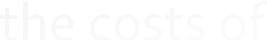 the costs of